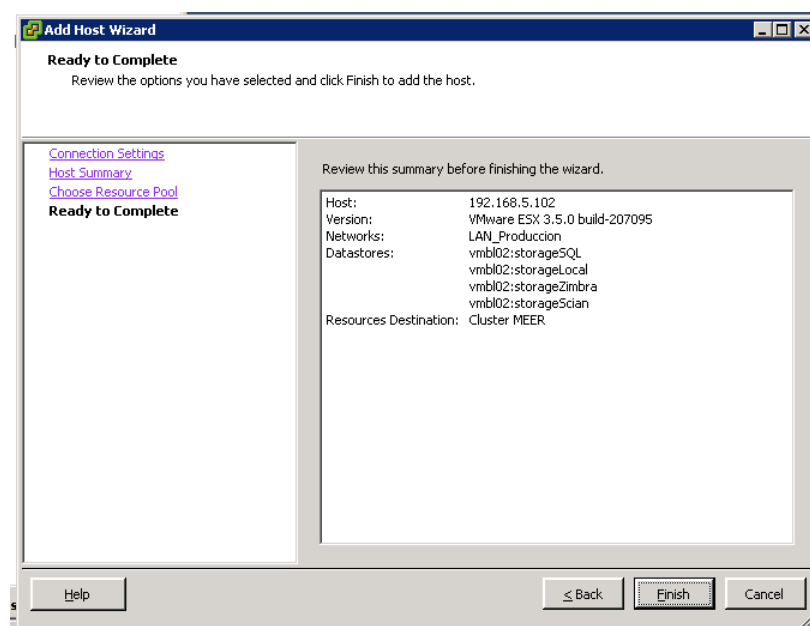 Add Host Wizard
Ready to Complete
Review the options you have selected and click Finish to add the host.
Connection Settings
Host Summary
Choose Resource Pool
Ready to Complete
Review this summary before finishing the wizard.
Host: 192.168.5.102
Version: VMware ESX 3.5.0 build-207095
Networks: LAN_Produccion
Datastores: vmbl02:storageSQL
vmbl02:storageLocal
vmbl02:storageZimbra
vmbl02:storageScian
Resources Destination: Cluster MEER
Help
< Back
Finish
Cancel